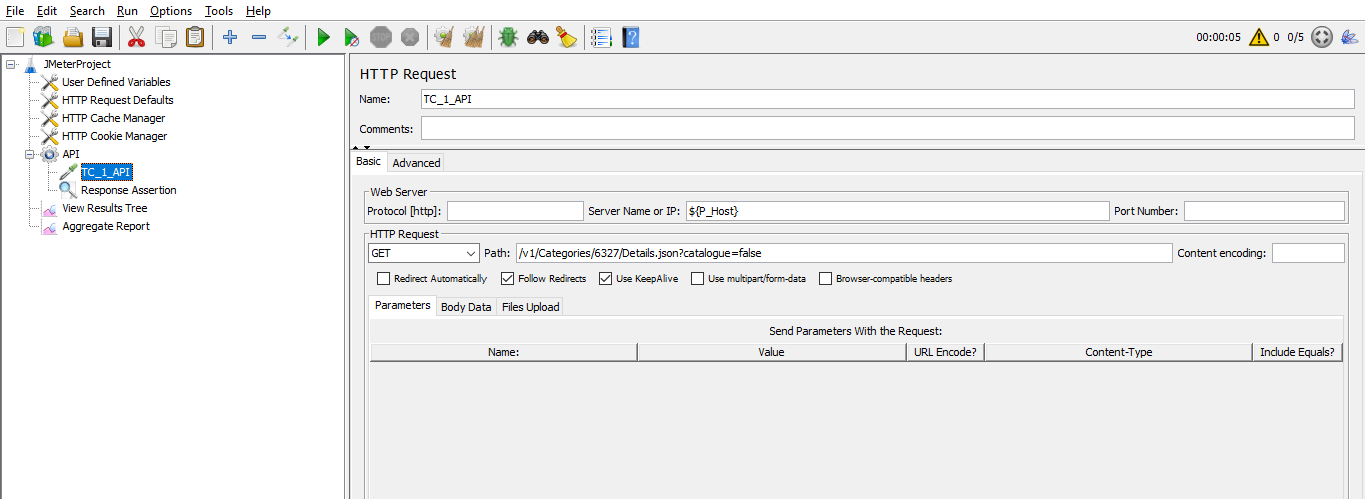 File Edit Search Run Options Tools Help
00:00:05 0 0/5
JMeterProject
User Defined Variables
HTTP Request Defaults
HTTP Cache Manager
HTTP Cookie Manager
API
TC_1_API
Response Assertion
View Results Tree
Aggregate Report
HTTP Request
Name: TC_1_API
Comments:
Basic Advanced
Web Server
Protocol [http]: Server Name or IP: ${P_Host} Port Number:
HTTP Request
GET Path: /v1/Categories/6327/Details.json?catalogue=false Content encoding:
Redirect Automatically Follow Redirects Use KeepAlive Use multipart/form-data Browser-compatible headers
Parameters Body Data Files Upload
Send Parameters With the Request:
Name: Value URL Encode? Content-Type Include Equals?